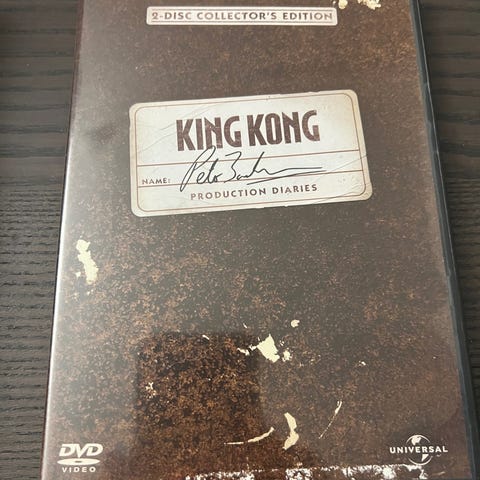 2-DISC COLLECTOR'S EDITION
KING KONG
NAME:
PRODUCTION DIARIES
DVD
VIDEO
UNIVERSAL